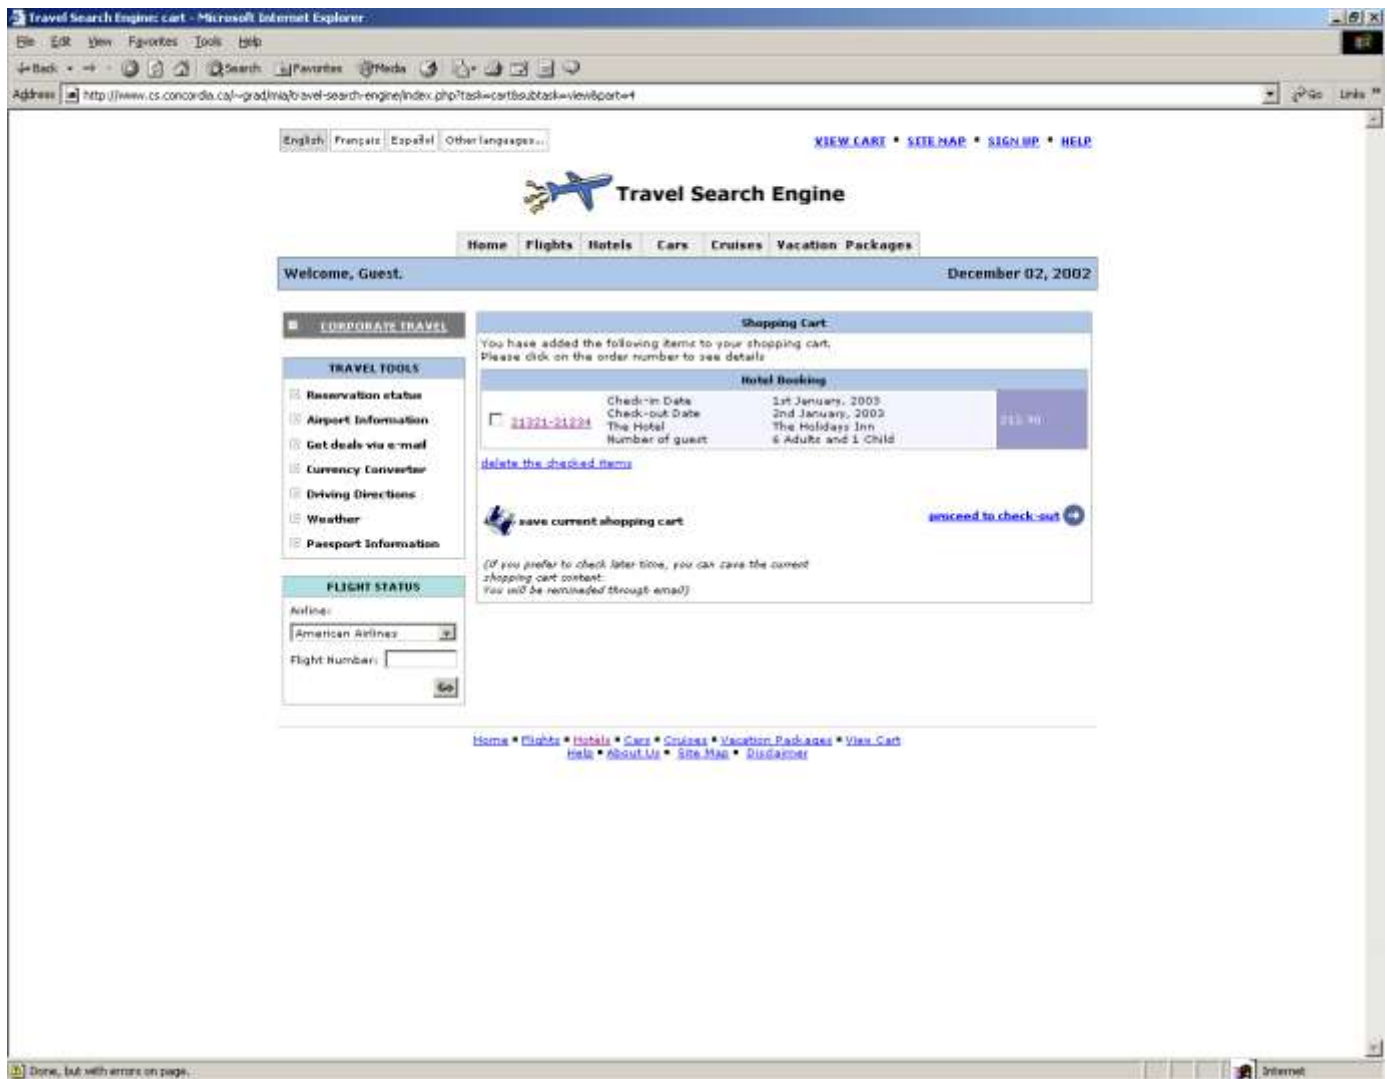 Travel Search Engine: cart - Microsoft Internet Explorer
File Edit View Favorites Tools Help
Back Search Favorites Media
Address http://www.cs.concordia.ca/~grad/mia/travel-search-engine/index.php?task=cart&subtask=view&part=4 Go Links »
English Français Español Other languages...
VIEW CART • SITE MAP • SIGN UP • HELP
Travel Search Engine
Home Flights Hotels Cars Cruises Vacation Packages
Welcome, Guest. December 02, 2002
CORPORATE TRAVEL
TRAVEL TOOLS
Reservation status
Airport Information
Get deals via e-mail
Currency Converter
Driving Directions
Weather
Passport Information
FLIGHT STATUS
Airline:
American Airlines
Flight Number:
Go
Shopping Cart
You have added the following items to your shopping cart.
Please click on the order number to see details
Hotel Booking
21321-21234
Check-in Date 1st January, 2003
Check-out Date 2nd January, 2003
The Hotel The Holidays Inn
Number of guest 6 Adults and 1 Child
delete the checked items
save current shopping cart
proceed to check-out
(If you prefer to check later time, you can save the current
shopping cart content.
You will be reminded through email)
Home • Flights • Hotels • Cars • Cruises • Vacation Packages • View Cart
Help • About Us • Site Map • Disclaimer
Done, but with errors on page. Internet